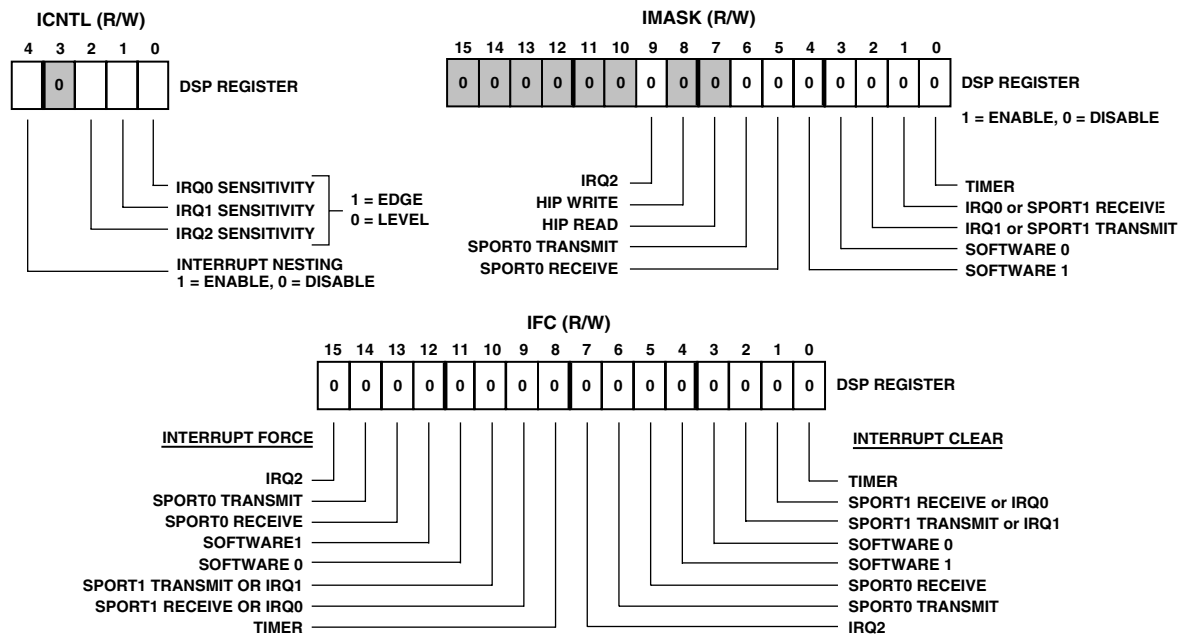 ICNTL (R/W)
4 3 2 1 0
0
DSP REGISTER
IRQ0 SENSITIVITY
IRQ1 SENSITIVITY
IRQ2 SENSITIVITY
1 = EDGE
0 = LEVEL
INTERRUPT NESTING
1 = ENABLE, 0 = DISABLE
IMASK (R/W)
15 14 13 12 11 10 9 8 7 6 5 4 3 2 1 0
0 0 0 0 0 0 0 0 0 0 0 0 0 0 0 0
DSP REGISTER
1 = ENABLE, 0 = DISABLE
IRQ2
HIP WRITE
HIP READ
SPORT0 TRANSMIT
SPORT0 RECEIVE
TIMER
IRQ0 or SPORT1 RECEIVE
IRQ1 or SPORT1 TRANSMIT
SOFTWARE 0
SOFTWARE 1
IFC (R/W)
15 14 13 12 11 10 9 8 7 6 5 4 3 2 1 0
0 0 0 0 0 0 0 0 0 0 0 0 0 0 0 0
DSP REGISTER
INTERRUPT FORCE
IRQ2
SPORT0 TRANSMIT
SPORT0 RECEIVE
SOFTWARE1
SOFTWARE 0
SPORT1 TRANSMIT OR IRQ1
SPORT1 RECEIVE OR IRQ0
TIMER
INTERRUPT CLEAR
TIMER
SPORT1 RECEIVE or IRQ0
SPORT1 TRANSMIT or IRQ1
SOFTWARE 0
SOFTWARE 1
SPORT0 RECEIVE
SPORT0 TRANSMIT
IRQ2